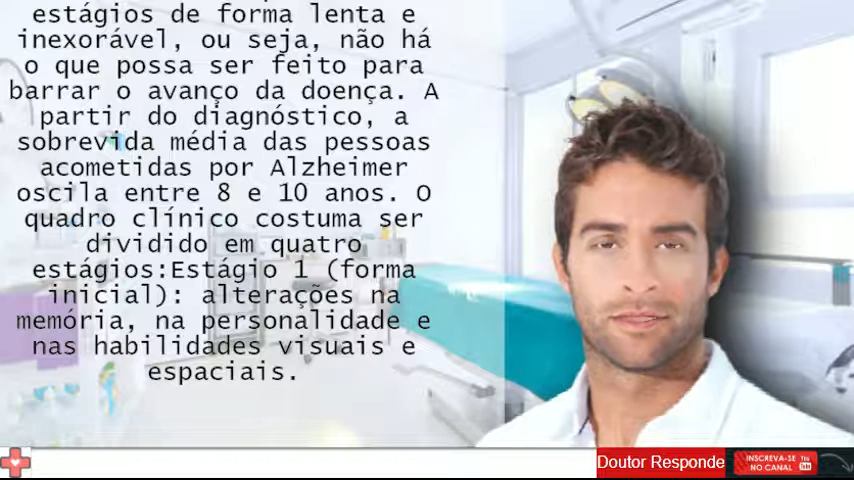 estágios de forma lenta e
inexorável, ou seja, não há
o que possa ser feito para
barrar o avanço da doença. A
partir do diagnóstico, a
sobrevida média das pessoas
acometidas por Alzheimer
oscila entre 8 e 10 anos. O
quadro clínico costuma ser
dividido em quatro
estágios:Estágio 1 (forma
inicial): alterações na
memória, na personalidade e
nas habilidades visuais e
espaciais.
Doutor Responde
INSCREVA-SE
NO CANAL
You Tube